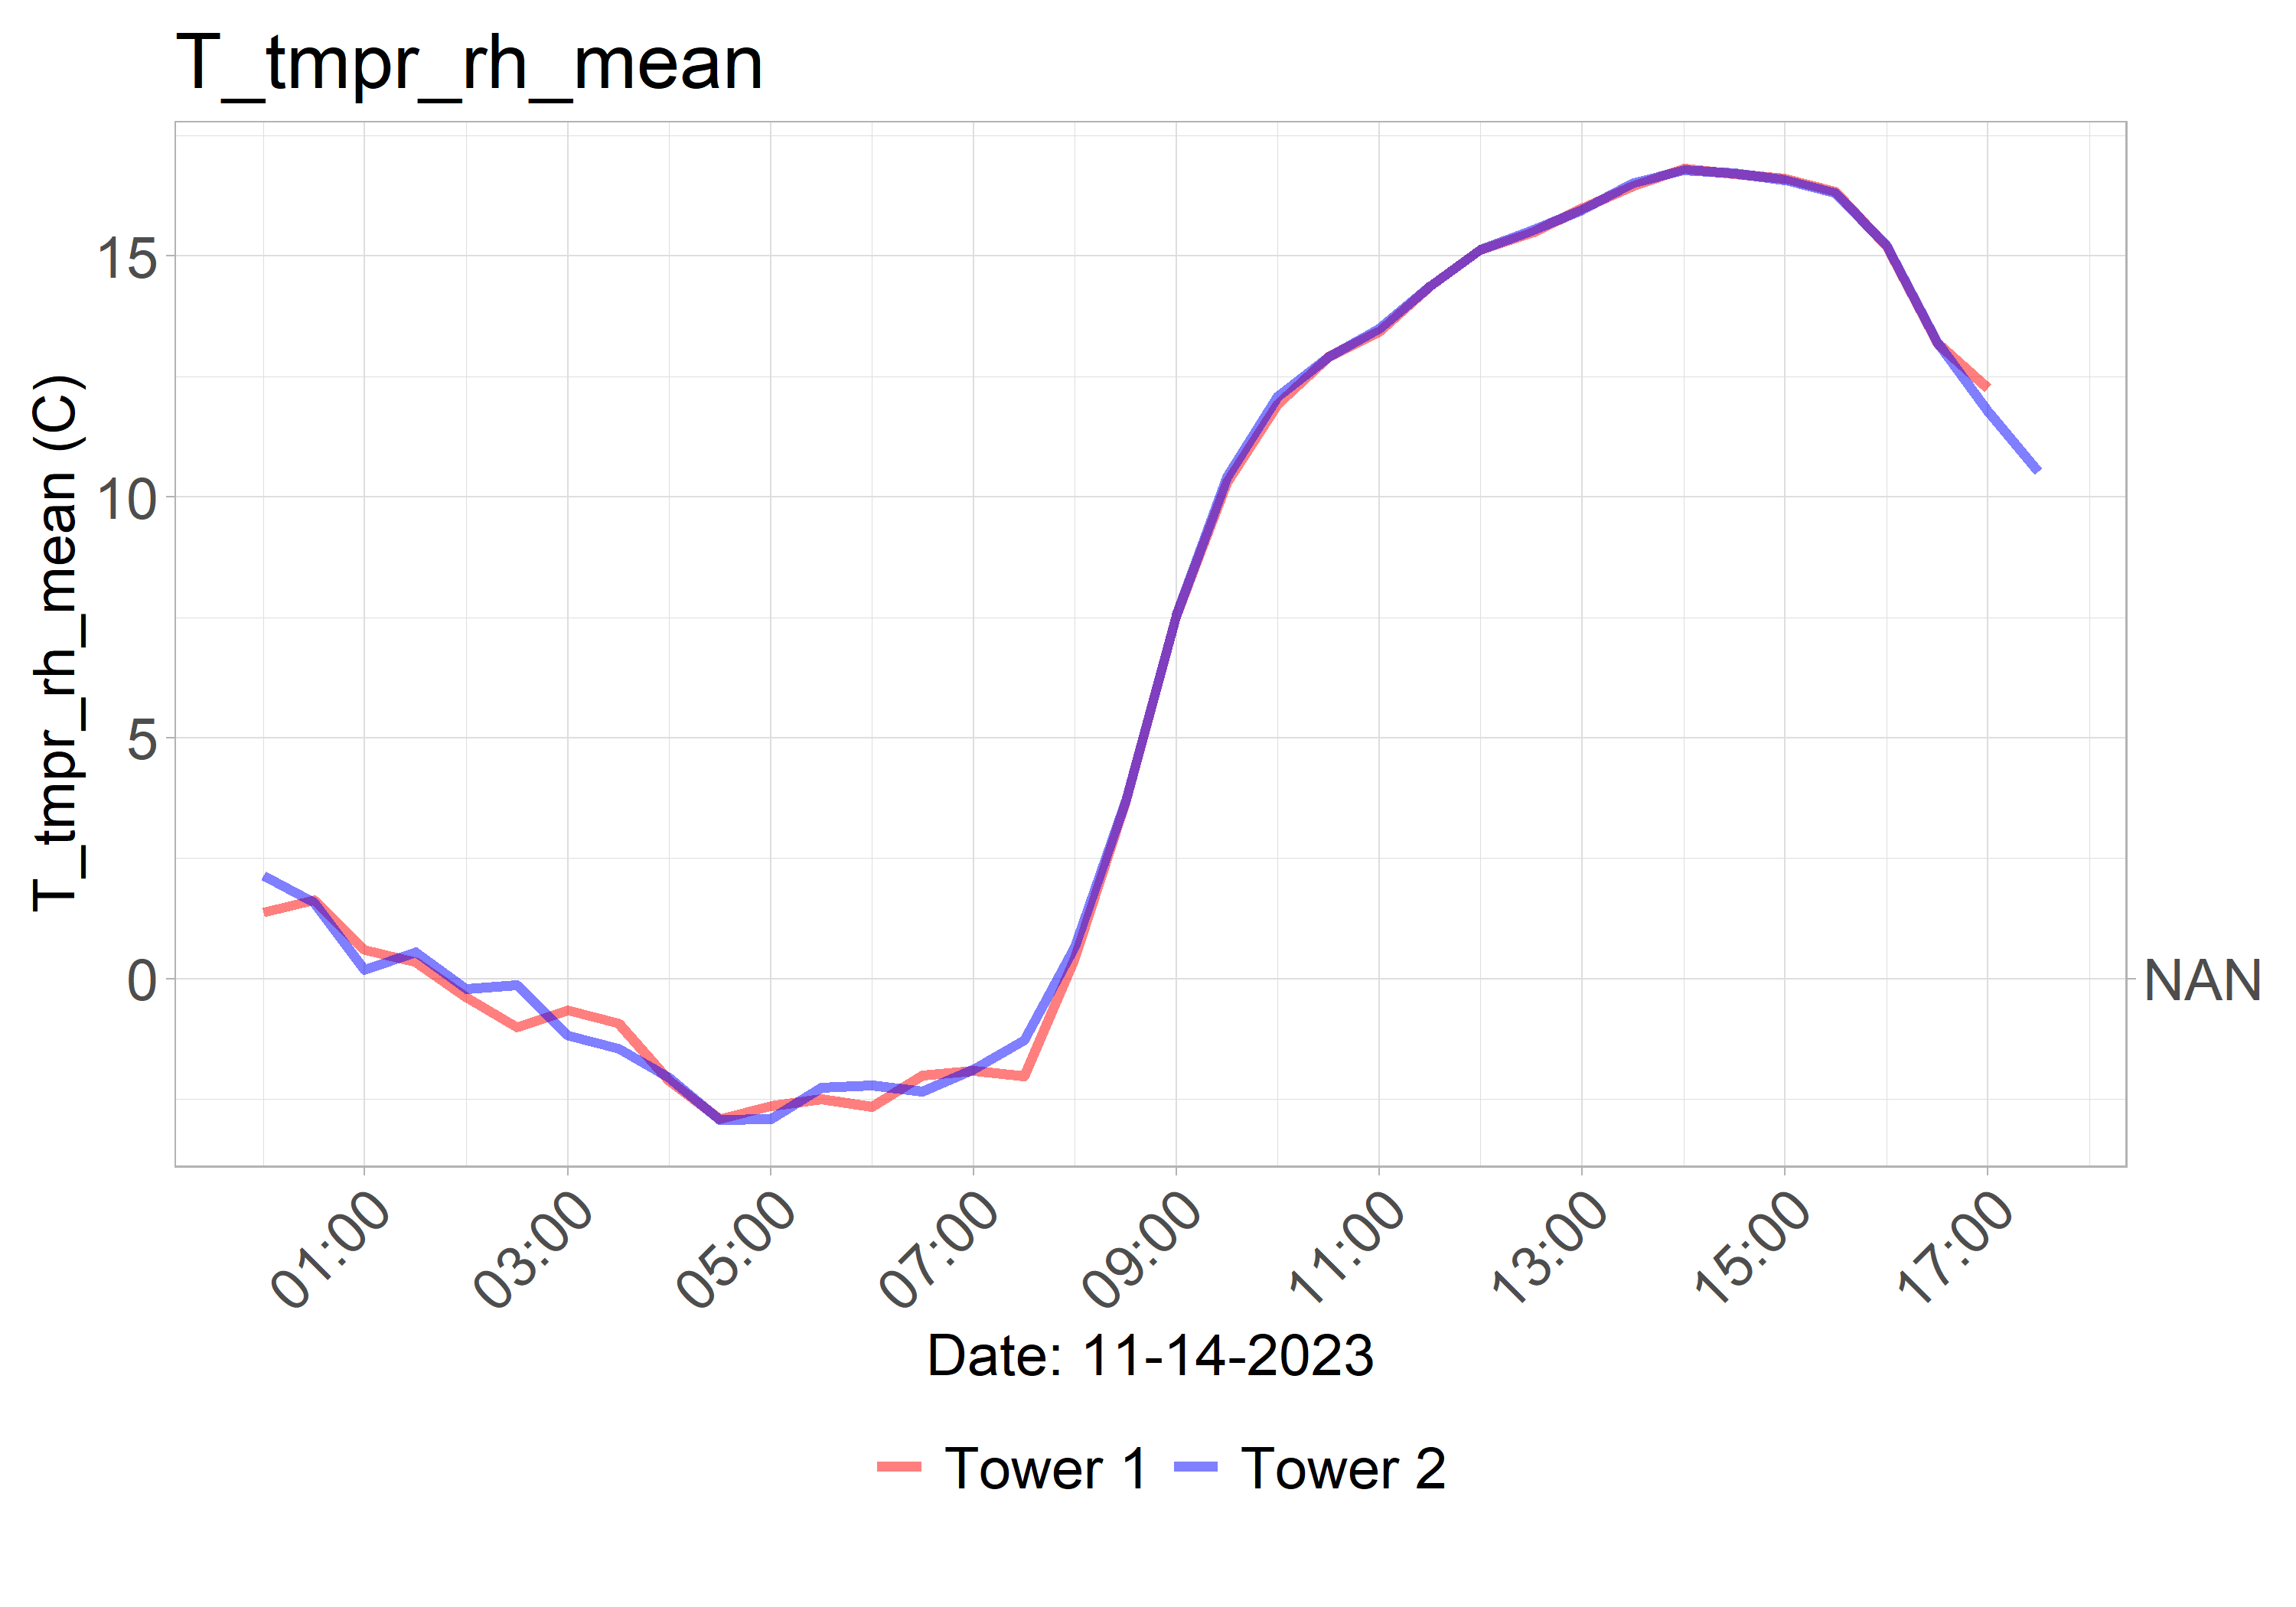 T_tmpr_rh_mean
T_tmpr_rh_mean (C)
15
10
5
0
NAN
01:00
03:00
05:00
07:00
09:00
11:00
13:00
15:00
17:00
Date: 11-14-2023
Tower 1 Tower 2